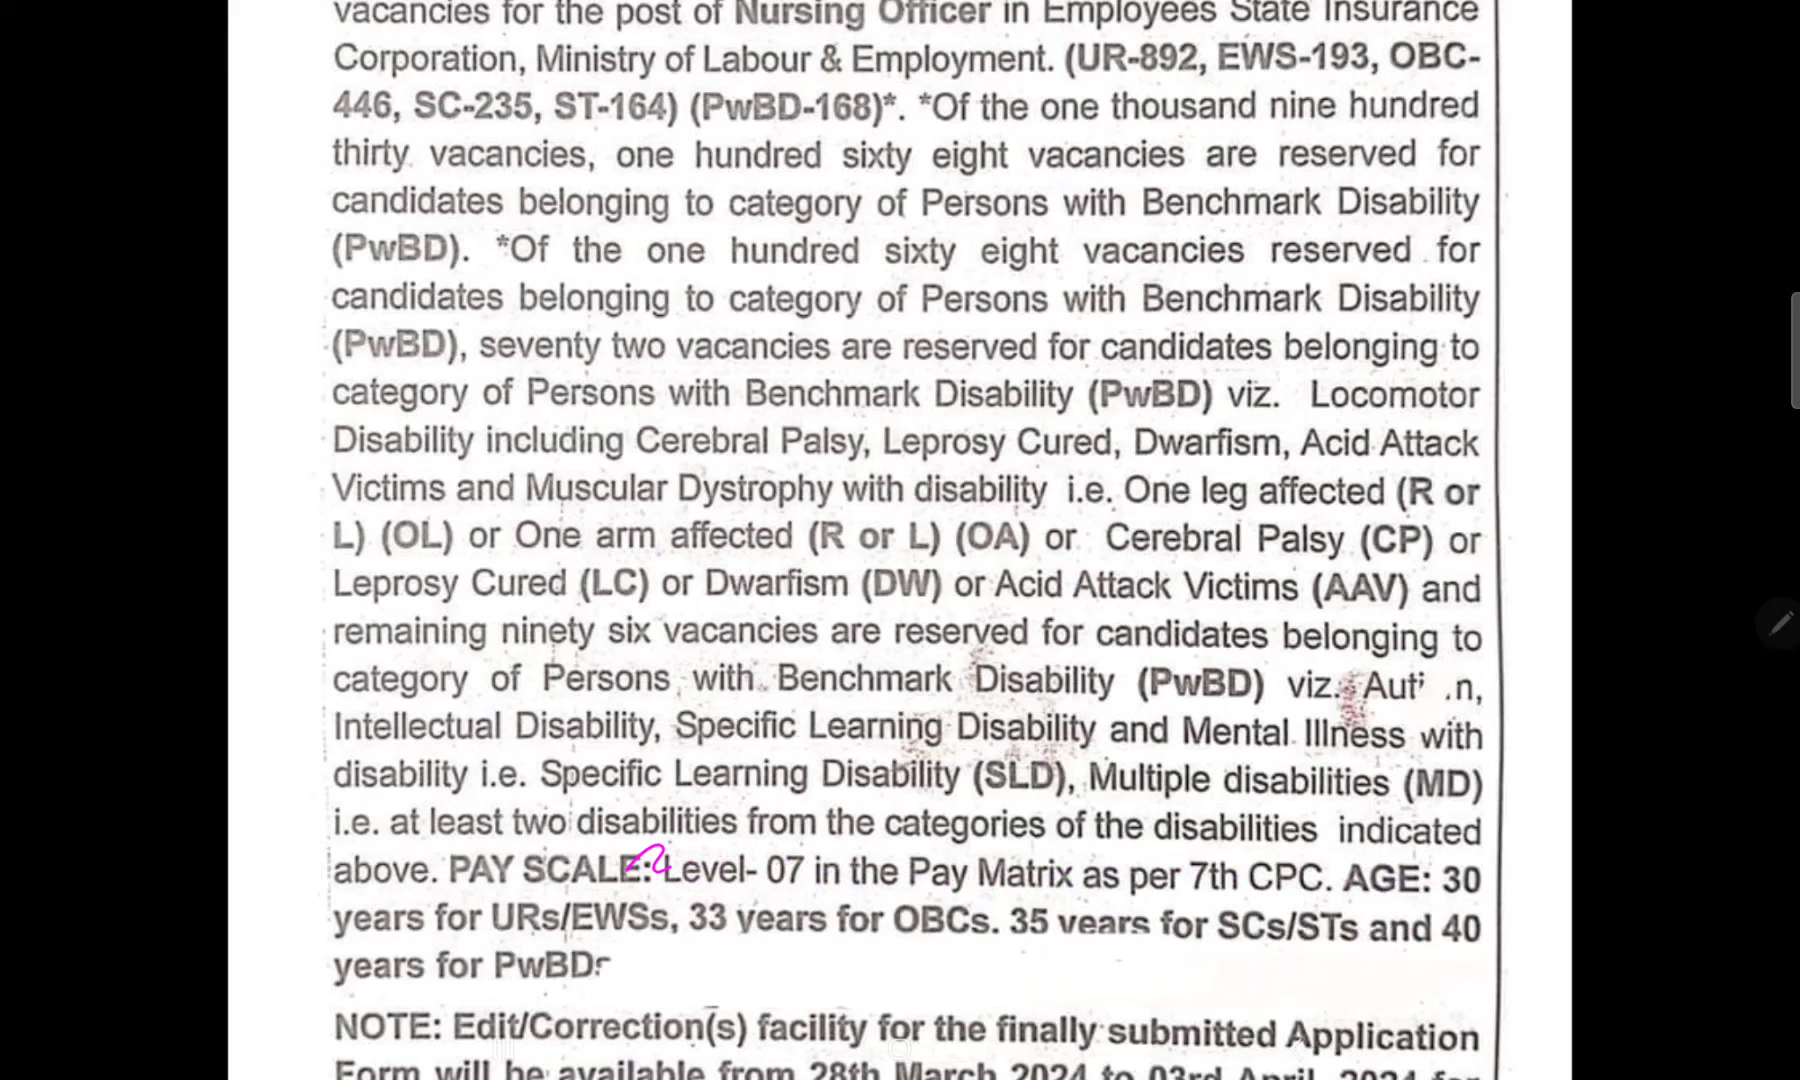 vacancies for the post of Nursing Officer in Employees State Insurance
Corporation, Ministry of Labour & Employment. (UR-892, EWS-193, OBC-
446, SC-235, ST-164) (PwBD-168)*. *Of the one thousand nine hundred
thirty vacancies, one hundred sixty eight vacancies are reserved for
candidates belonging to category of Persons with Benchmark Disability
(PwBD). *Of the one hundred sixty eight vacancies reserved for
candidates belonging to category of Persons with Benchmark Disability
(PwBD), seventy two vacancies are reserved for candidates belonging to
category of Persons with Benchmark Disability (PwBD) viz. Locomotor
Disability including Cerebral Palsy, Leprosy Cured, Dwarfism, Acid Attack
Victims and Muscular Dystrophy with disability i.e. One leg affected (R or
L) (OL) or One arm affected (R or L) (OA) or Cerebral Palsy (CP) or
Leprosy Cured (LC) or Dwarfism (DW) or Acid Attack Victims (AAV) and
remaining ninety six vacancies are reserved for candidates belonging to
category of Persons with Benchmark Disability (PwBD) viz.
Intellectual Disability, Specific Learning Disability and Mental Illness with
disability i.e. Specific Learning Disability (SLD), Multiple disabilities (MD)
i.e. at least two disabilities from the categories of the disabilities indicated
above. PAY SCALE: Level- 07 in the Pay Matrix as per 7th CPC. AGE: 30
years for URs/EWSs, 33 years for OBCs. 35 years for SCs/STs and 40
years for PwBDs
NOTE: Edit/Correction(s) facility for the finally submitted Application
Form will be available from 28th March 2024 to 03rd April, 2024 for